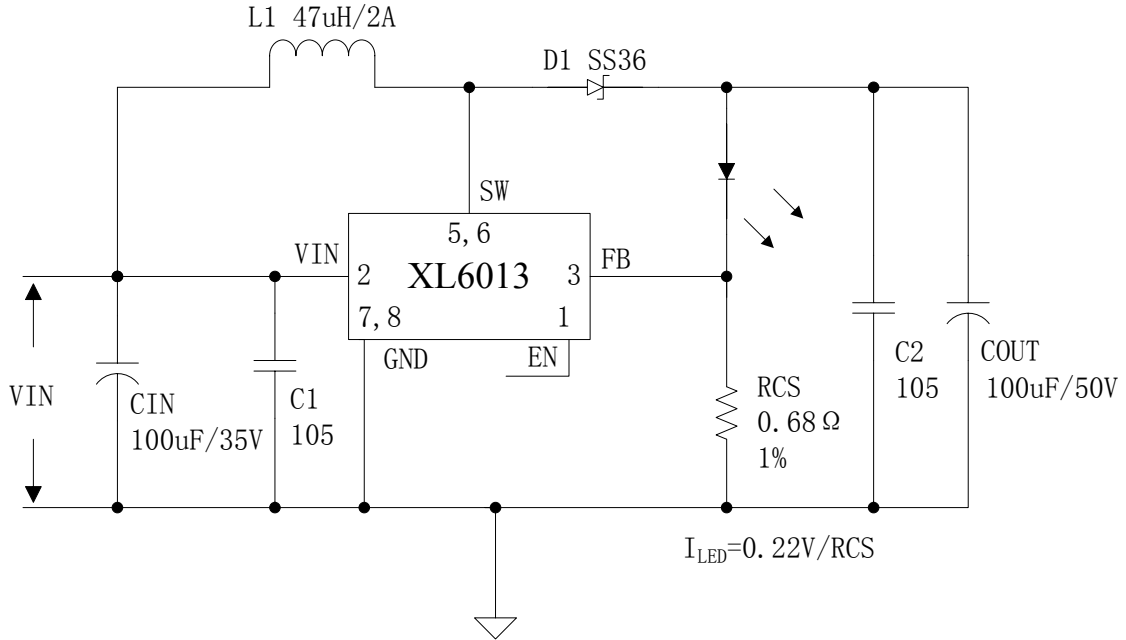 L1 47uH/2A
D1 SS36
SW
5,6
VIN
2
XL6013
3
FB
7,8
1
GND
EN
VIN
CIN
100uF/35V
C1
105
RCS
0.68Ω
1%
C2
105
COUT
100uF/50V
I_LED=0.22V/RCS